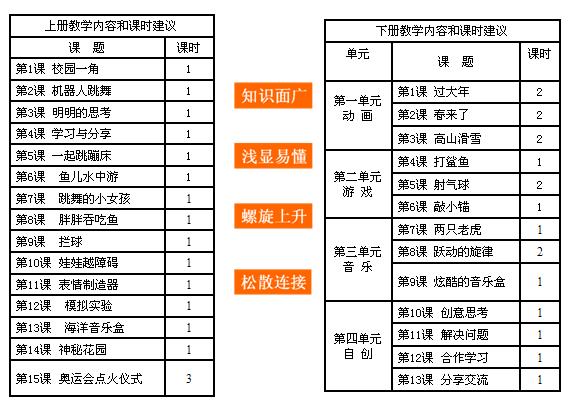 上册教学内容和课时建议
课 题 课时
第1课 校园一角 1
第2课 机器人跳舞 1
第3课 明明的思考 1
第4课 学习与分享 1
第5课 一起跳蹦床 1
第6课 鱼儿水中游 1
第7课 跳舞的小女孩 1
第8课 胖胖吞吃鱼 1
第9课 拦球 1
第10课 娃娃越障碍 1
第11课 表情制造器 1
第12课 模拟实验 1
第13课 海洋音乐盒 1
第14课 神秘花园 1
第15课 奥运会点火仪式 3
知识面广
浅显易懂
螺旋上升
松散连接
下册教学内容和课时建议
单元 课 题 课时
第一单元
动 画
第1课 过大年 2
第2课 春来了 2
第3课 高山滑雪 2
第二单元
游 戏
第4课 打鲨鱼 1
第5课 射气球 2
第6课 敲小锚 1
第三单元
音 乐
第7课 两只老虎 1
第8课 跃动的旋律 2
第9课 炫酷的音乐盒 1
第四单元
自 创
第10课 创意思考 1
第11课 解决问题 1
第12课 合作学习 1
第13课 分享交流 1